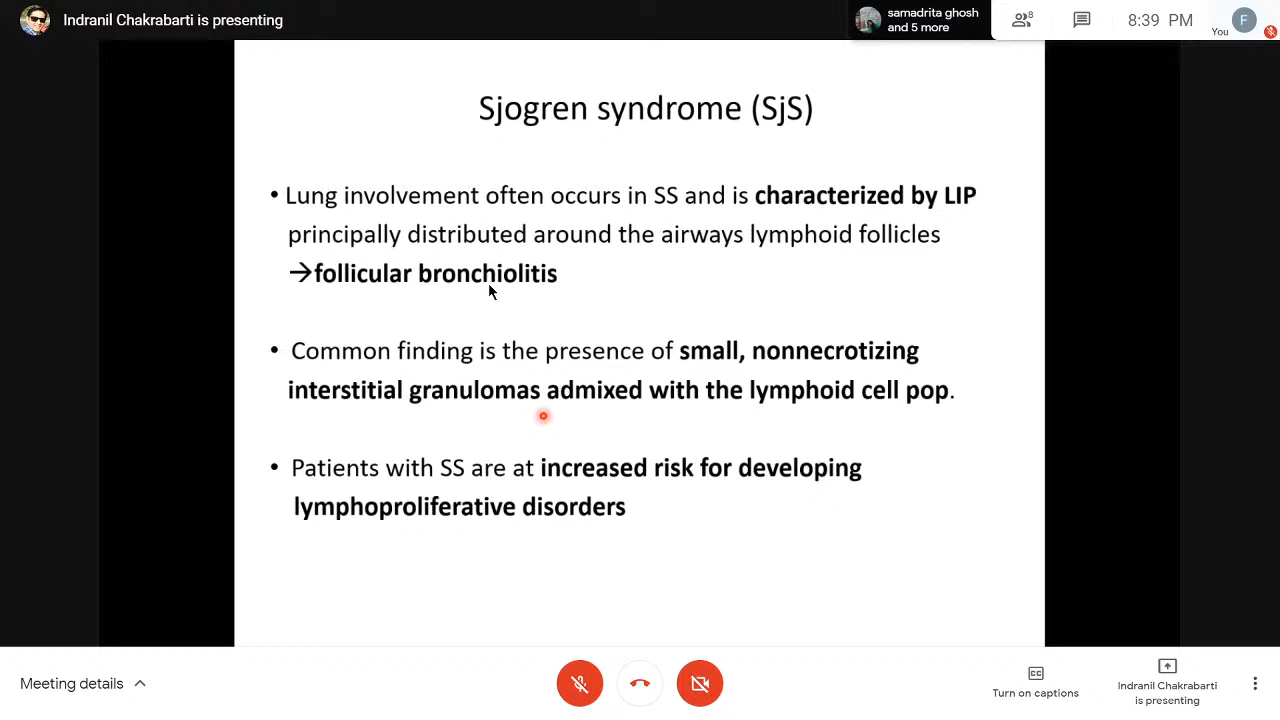 Indranil Chakrabarti is presenting
samadrita ghosh
and 5 more
8
8:39 PM
You
F
Sjogren syndrome (SjS)
• Lung involvement often occurs in SS and is characterized by LIP
principally distributed around the airways lymphoid follicles
→follicular bronchiolitis
• Common finding is the presence of small, nonnecrotizing
interstitial granulomas admixed with the lymphoid cell pop.
• Patients with SS are at increased risk for developing
lymphoproliferative disorders
Meeting details
CC
Turn on captions
Indranil Chakrabarti
is presenting